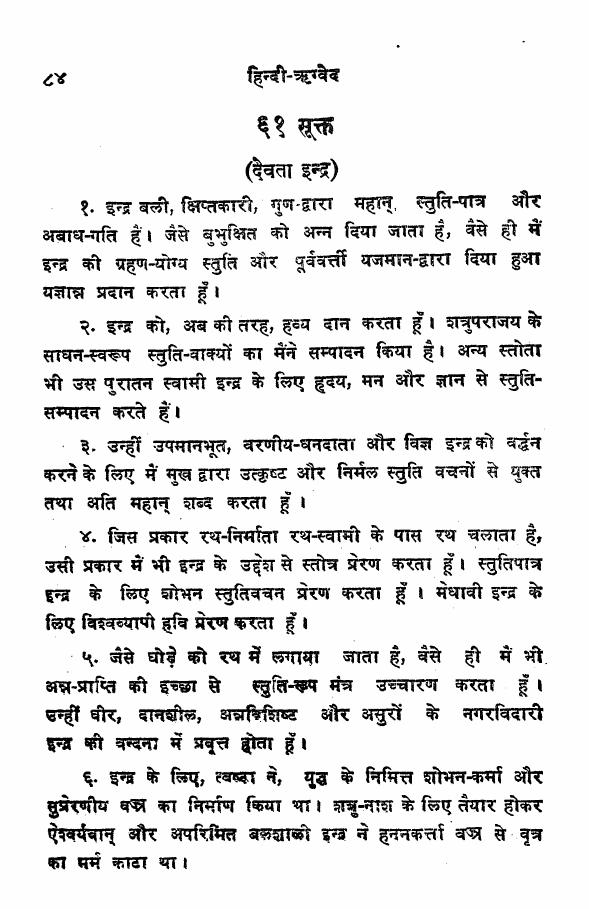 ८४
हिन्दी-ऋग्वेद
६१ सूक्त
(देवता इन्द्र)
१. इन्द्र बली, क्षिप्तकारी, गुण-द्वारा महान्, स्तुति-पात्र और
अबाध-गति हैं। जैसे बुभुक्षित को अन्न दिया जाता है, वैसे ही में
इन्द्र की ग्रहण-योग्य स्तुति और पूर्ववर्त्ती यजमान-द्वारा दिया हुआ
यज्ञान्न प्रदान करता हूँ।
२. इन्द्र को, अब की तरह, हव्य दान करता हूँ। शत्रुपराजय के
साधन-स्वरूप स्तुति-वाक्यों का मैंने सम्पादन किया है। अन्य स्तोता
भी उस पुरातन स्वामी इन्द्र के लिए हृदय, मन और ज्ञान से स्तुति-
सम्पादन करते हैं।
३. उन्हीं उपमानभूत, वरणीय-धनदाता और विज्ञ इन्द्र को वर्द्धन
करने के लिए में मुख द्वारा उत्कृष्ट और निर्मल स्तुति वचनों से युक्त
तथा अति महान् शब्द करता हूँ।
४. जिस प्रकार रथ-निर्माता रथ-स्वामी के पास रथ चलाता है,
उसी प्रकार में भी इन्द्र के उद्देश से स्तोत्र प्रेरण करता हूँ। स्तुतिपात्र
इन्द्र के लिए शोभन स्तुतिवचन प्रेरण करता हूँ। मेधावी इन्द्र के
लिए विश्वव्यापी हवि प्रेरण करता हूँ।
५. जैसे घोड़े को रथ में लगाया जाता है, वैसे ही में भी
अन्न-प्राप्ति की इच्छा से स्तुति-रूप मंत्र उच्चारण करता हूँ।
उन्हीं वीर, दानशील, अन्नविशिष्ट और असुरों के नगरविदारी
इन्द्र की वन्दना में प्रवृत्त होता हूँ।
६. इन्द्र के लिए, त्वष्टा ने, युद्ध के निमित्त शोभन-कर्मा और
सुप्रेरणीय वज्र का निर्माण किया था। शत्रु-नाश के लिए तैयार होकर
ऐश्वर्यवान् और अपरिमित बलशाली इन्द्र ने हननकर्त्ता वज्र से वृत्र
का मर्म काटा था।